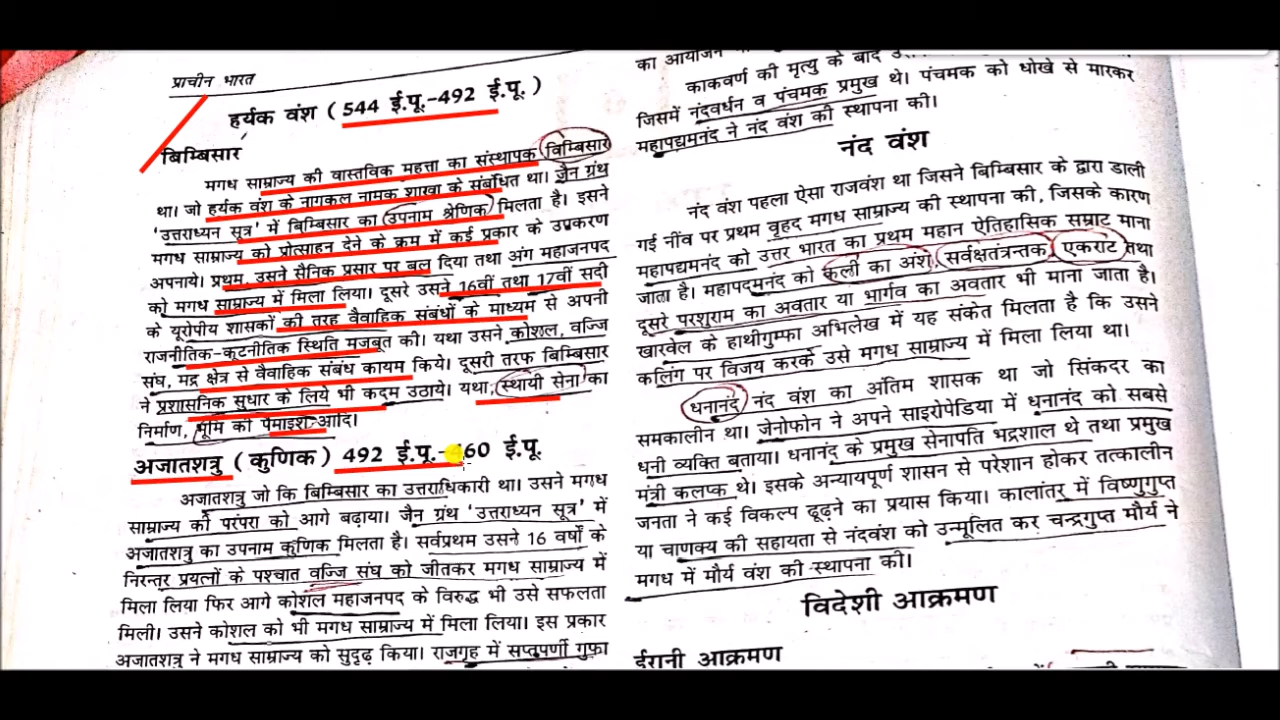 प्राचीन भारत
हर्यक वंश ( 544 ई.पू.-492 ई.पू. )
बिम्बिसार
मगध साम्राज्य की वास्तविक महत्ता का संस्थापक बिम्बिसार
था। जो हर्यक वंश के नागकल नामक शाखा के संबंधित था। जैन ग्रंथ
'उत्तराध्यन सूत्र' में बिम्बिसार का उपनाम श्रेणिक मिलता है। इसने
मगध साम्राज्य को प्रोत्साहन देने के क्रम में कई प्रकार के उपकरण
अपनाये। प्रथम, उसने सैनिक प्रसार पर बल दिया तथा अंग महाजनपद
को मगध साम्राज्य में मिला लिया। दूसरे उसने 16वीं तथा 17वीं सदी
के यूरोपीय शासकों की तरह वैवाहिक संबंधों के माध्यम से अपनी
राजनीतिक-कूटनीतिक स्थिति मजबूत की। यथा उसने कोशल, वज्जि
संघ, मद्र क्षेत्र से वैवाहिक संबंध कायम किये। दूसरी तरफ बिम्बिसार
ने प्रशासनिक सुधार के लिये भी कदम उठाये। यथा, स्थायी सेना का
निर्माण, भूमि की पैमाइश आदि।
अजातशत्रु ( कुणिक ) 492 ई.पू.-460 ई.पू.
अजातशत्रु जो कि बिम्बिसार का उत्तराधिकारी था। उसने मगध
साम्राज्य की परंपरा को आगे बढ़ाया। जैन ग्रंथ 'उत्तराध्यन सूत्र' में
अजातशत्रु का उपनाम कुणिक मिलता है। सर्वप्रथम उसने 16 वर्षों के
निरन्तर प्रयत्नों के पश्चात वज्जि संघ को जीतकर मगध साम्राज्य में
मिला लिया फिर आगे कोशल महाजनपद के विरुद्ध भी उसे सफलता
मिली। उसने कोशल को भी मगध साम्राज्य में मिला लिया। इस प्रकार
अजातशत्रु ने मगध साम्राज्य को सुदृढ़ किया। राजगृह में सप्तपर्णी गुफा
का आयोजन
काकवर्ण की मृत्यु के बाद
जिसमें नंदवर्धन व पंचमक प्रमुख थे। पंचमक को धोखे से मारकर
महापद्यमनंद ने नंद वंश की स्थापना की।
नंद वंश
नंद वंश पहला ऐसा राजवंश था जिसने बिम्बिसार के द्वारा डाली
गई नींव पर प्रथम वृहद मगध साम्राज्य की स्थापना की, जिसके कारण
महापद्यमनंद को उत्तर भारत का प्रथम महान ऐतिहासिक सम्राट माना
जाता है। महापदमनंद को कली का अंश, सर्वक्षतंत्रन्तक, एकराट तथा
दूसरे परशुराम का अवतार या भार्गव का अवतार भी माना जाता है।
खारवेल के हाथीगुम्फा अभिलेख में यह संकेत मिलता है कि उसने
कलिंग पर विजय करके उसे मगध साम्राज्य में मिला लिया था।
धनानंद नंद वंश का अंतिम शासक था जो सिंकदर का
समकालीन था। जेनोफोन ने अपने साइरोपेडिया में धनानंद को सबसे
धनी व्यक्ति बताया। धनानंद के प्रमुख सेनापति भद्रशाल थे तथा प्रमुख
मंत्री कलप्क थे। इसके अन्यायपूर्ण शासन से परेशान होकर तत्कालीन
जनता ने कई विकल्प ढूढ़ने का प्रयास किया। कालांतर में विष्णुगुप्त
या चाणक्य की सहायता से नंदवंश को उन्मूलित कर चन्द्रगुप्त मौर्य ने
मगध में मौर्य वंश की स्थापना की।
विदेशी आक्रमण
ईरानी आक्रमण